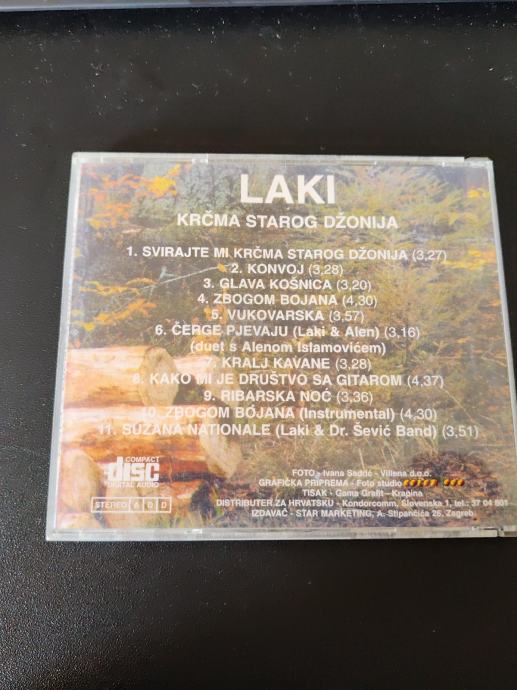 LAKI
KRČMA STAROG DŽONIJA
1. SVIRAJTE MI KRČMA STAROG DŽONIJA (3,27)
2. KONVOJ (3,28)
3. GLAVA KOŠNICA (3,20)
4. ZBOGOM BOJANA (4,30)
5. VUKOVARSKA (3,57)
6. ČERGE PJEVAJU (Laki & Alen) (3,16)
(duet s Alenom Islamovićem)
7. KRALJ KAVANE (3,28)
8. KAKO MI JE DRUŠTVO SA GITAROM (4,37)
9. RIBARSKA NOĆ (3,36)
10. ZBOGOM BOJANA (Instrumental) (4,30)
11. SUZANA NATIONALE (Laki & Dr. Šević Band) (3,51)
COMPACT
disc
DIGITAL AUDIO
STEREO
FOTO - Ivana Sadrić - Villena d.o.o.
GRAFIČKA PRIPREMA - Foto studio
TISAK - Gama Grafit - Krapina
DISTRIBUTER ZA HRVATSKU - Kondorcomm, Slovenska 1, tel.: 37 04 801
IZDAVAČ - STAR MARKETING, A. Stipančića 26, Zagreb